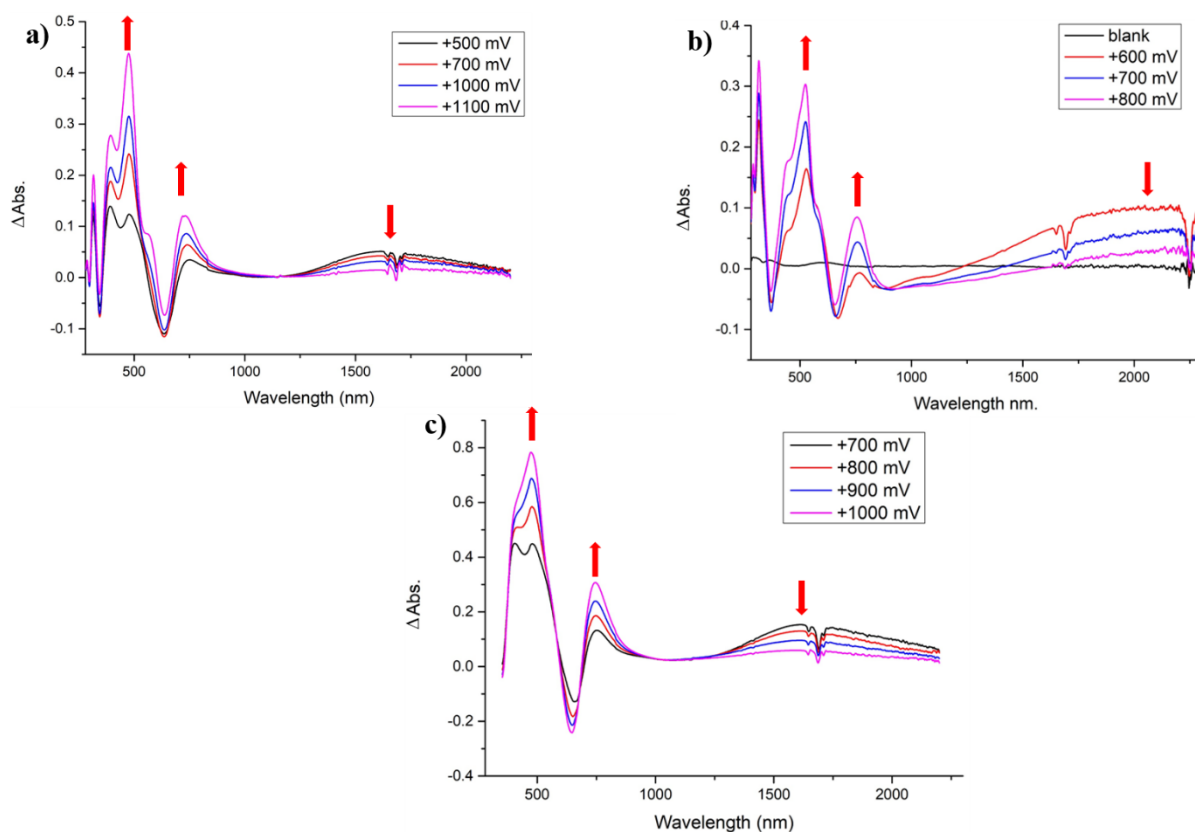 a)
+500 mV
+700 mV
+1000 mV
+1100 mV
0.5
0.4
0.3
0.2
0.1
0.0
-0.1
ΔAbs.
500
1000
1500
2000
Wavelength (nm)
b)
blank
+600 mV
+700 mV
+800 mV
0.4
0.3
0.2
0.1
0.0
-0.1
ΔAbs.
500
1000
1500
2000
Wavelength nm.
c)
+700 mV
+800 mV
+900 mV
+1000 mV
0.8
0.6
0.4
0.2
0.0
-0.2
-0.4
ΔAbs.
500
1000
1500
2000
Wavelength (nm)